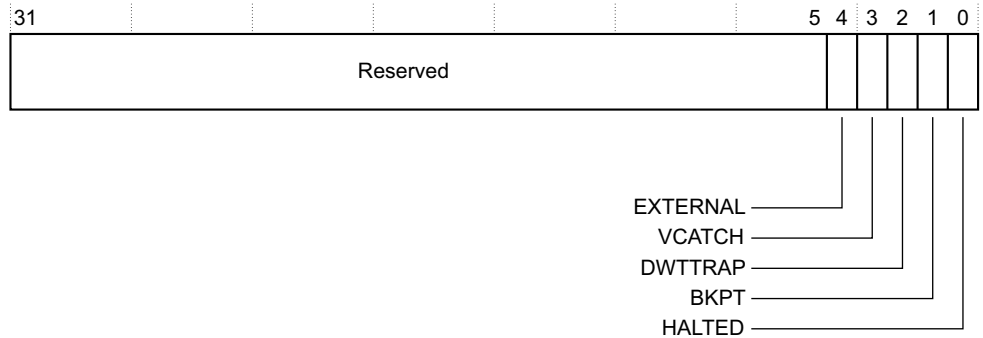 31 5 4 3 2 1 0
Reserved
EXTERNAL
VCATCH
DWTTRAP
BKPT
HALTED